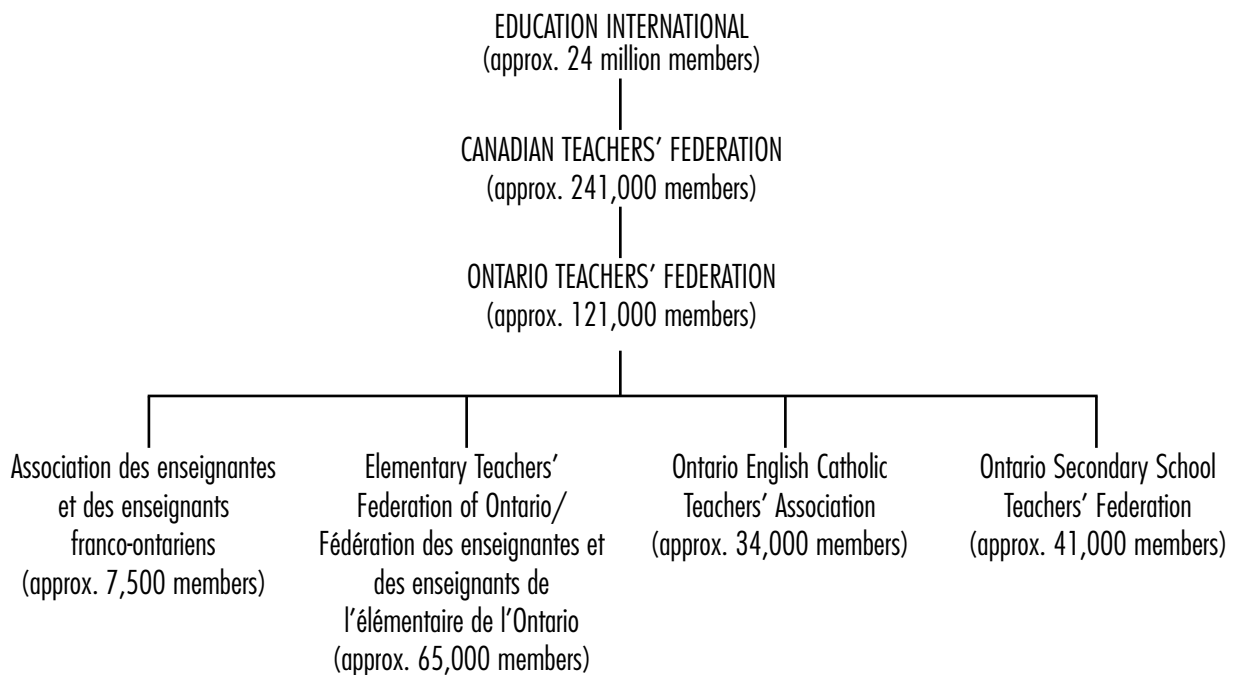 EDUCATION INTERNATIONAL
(approx. 24 million members)
CANADIAN TEACHERS’ FEDERATION
(approx. 241,000 members)
ONTARIO TEACHERS’ FEDERATION
(approx. 121,000 members)
Association des enseignantes
et des enseignants
franco-ontariens
(approx. 7,500 members)
Elementary Teachers’
Federation of Ontario/
Fédération des enseignantes et
des enseignants de
l’élémentaire de l’Ontario
(approx. 65,000 members)
Ontario English Catholic
Teachers’ Association
(approx. 34,000 members)
Ontario Secondary School
Teachers’ Federation
(approx. 41,000 members)